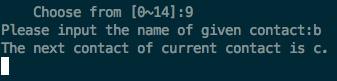 Choose from [0~14]:9
Please input the name of given contact:b
The next contact of current contact is c.